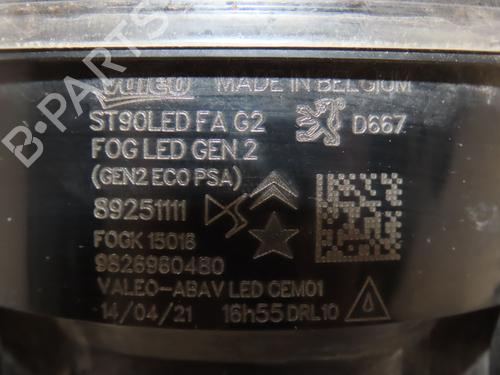 Valeo MADE IN BELGIUM
ST90LED FA G2 D667
FOG LED GEN.2
(GEN2 ECO PSA)
89251111 DS
FOGK 15016
9826960480
VALEO-ABAV LED CEM01
14/04/21 16h55 DRL10
B-PARTS